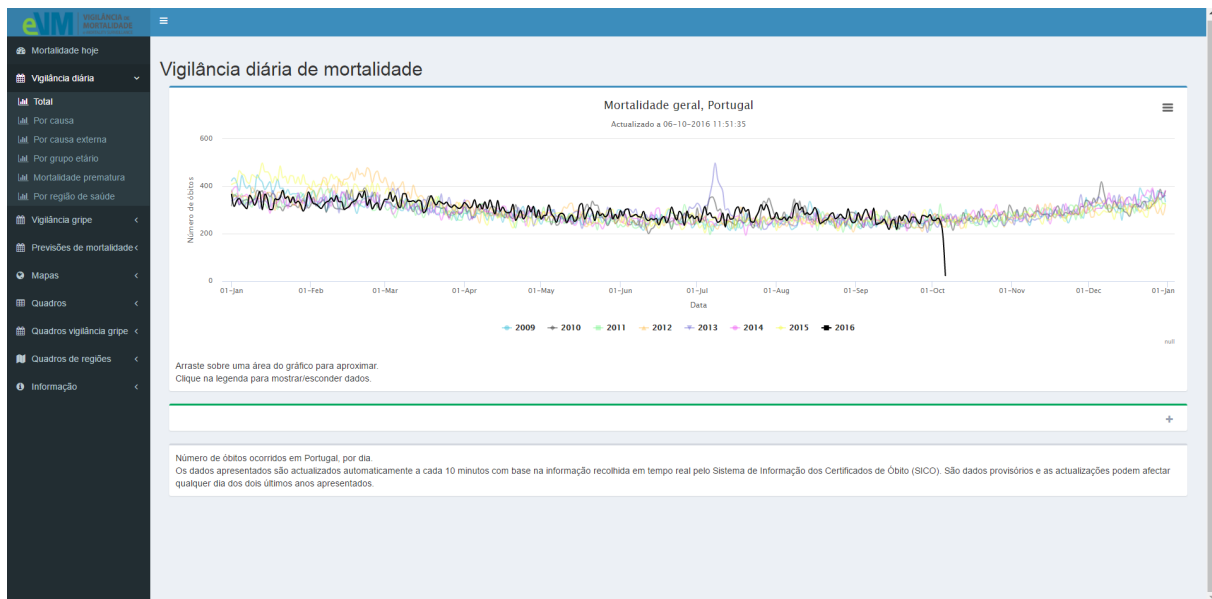 eVM VIGILÂNCIA de MORTALIDADE
Mortalidade hoje
Vigilância diária
Total
Por causa
Por causa externa
Por grupo etário
Mortalidade prematura
Por região de saúde
Vigilância gripe
Previsões de mortalidade
Mapas
Quadros
Quadros vigilância gripe
Quadros de regiões
Informação
Vigilância diária de mortalidade
Mortalidade geral, Portugal
Actualizado a 06-10-2016 11:51:35
Número de óbitos
600
400
200
0
01-Jan 01-Feb 01-Mar 01-Apr 01-May 01-Jun 01-Jul 01-Aug 01-Sep 01-Oct 01-Nov 01-Dec 01-Jan
Data
2009 2010 2011 2012 2013 2014 2015 2016
null
Arraste sobre uma área do gráfico para aproximar.
Clique na legenda para mostrar/esconder dados.
Número de óbitos ocorridos em Portugal, por dia.
Os dados apresentados são actualizados automaticamente a cada 10 minutos com base na informação recolhida em tempo real pelo Sistema de Informação dos Certificados de Óbito (SICO). São dados provisórios e as actualizações podem afectar
qualquer dia dos dois últimos anos apresentados.